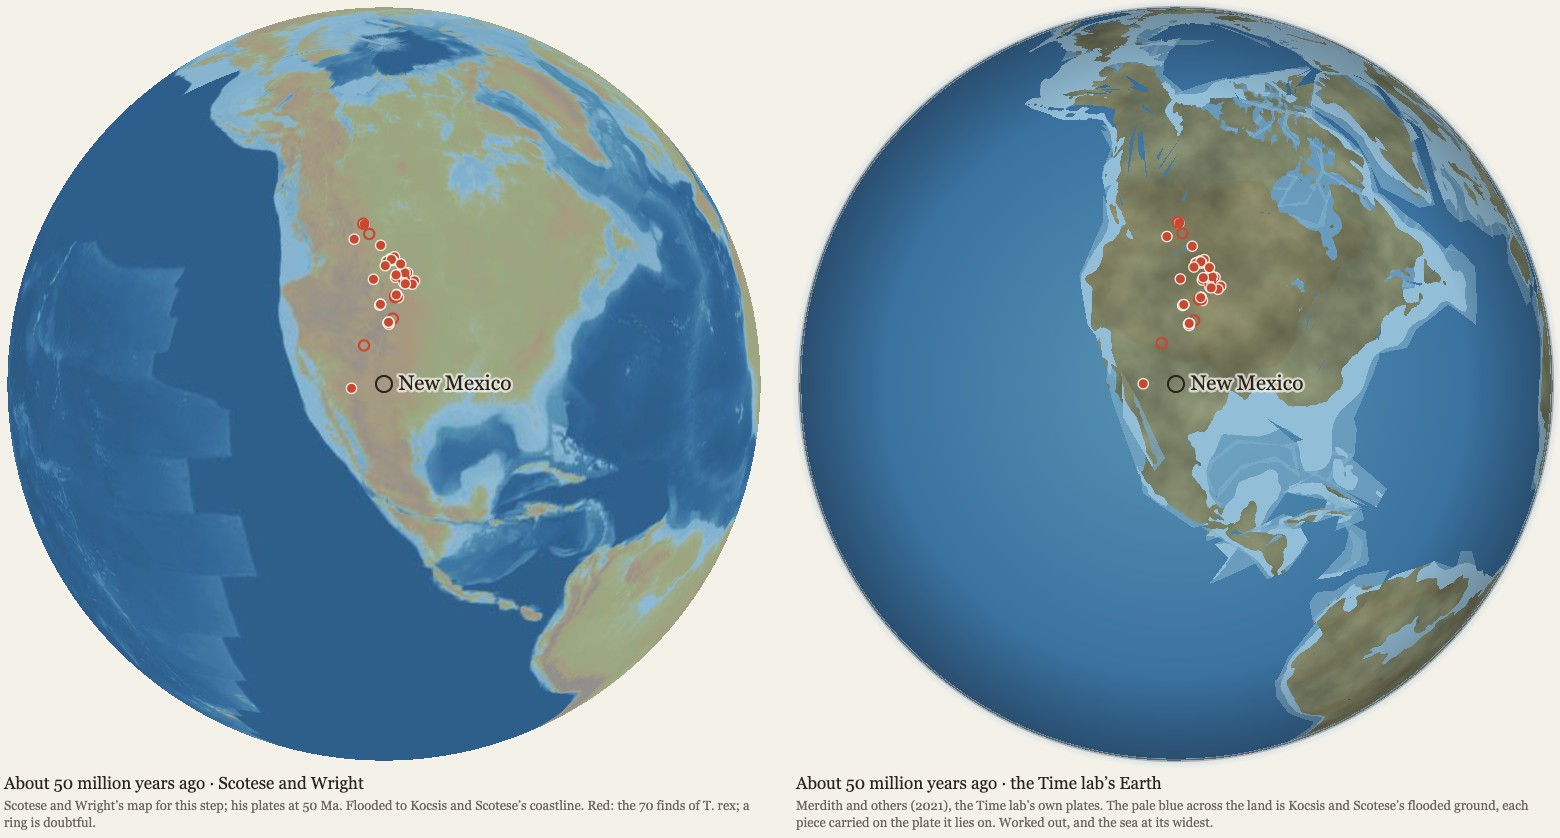 New Mexico
New Mexico
About 50 million years ago · Scotese and Wright
Scotese and Wright's map for this step; his plates at 50 Ma. Flooded to Kocsis and Scotese's coastline. Red: the 70 finds of T. rex; a
ring is doubtful.
About 50 million years ago · the Time lab's Earth
Meredith and others (2021), the Time lab's own plates. The pale blue across the land is Kocsis and Scotese's flooded ground, each
piece carried on the plate it lies on. Worked out, and the sea at its widest.